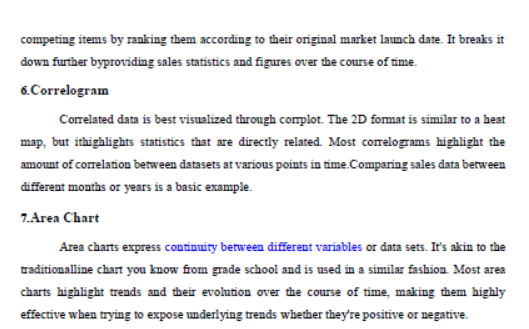 competing items by ranking them according to their original market launch date. It breaks it
down further byproviding sales statistics and figures over the course of time.
6.Correlogram
Correlated data is best visualized through corrplot. The 2D format is similar to a heat
map, but ithighlights statistics that are directly related. Most correlograms highlight the
amount of correlation between datasets at various points in time.Comparing sales data between
different months or years is a basic example.
7.Area Chart
Area charts express continuity between different variables or data sets. It's akin to the
traditionalline chart you know from grade school and is used in a similar fashion. Most area
charts highlight trends and their evolution over the course of time, making them highly
effective when trying to expose underlying trends whether they're positive or negative.